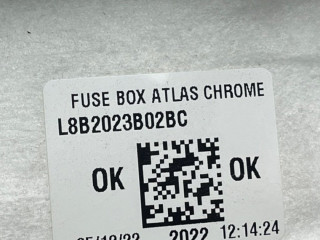 FUSE BOX ATLAS CHROME
L8B2023B02BC
OK OK
2022 12:14:24